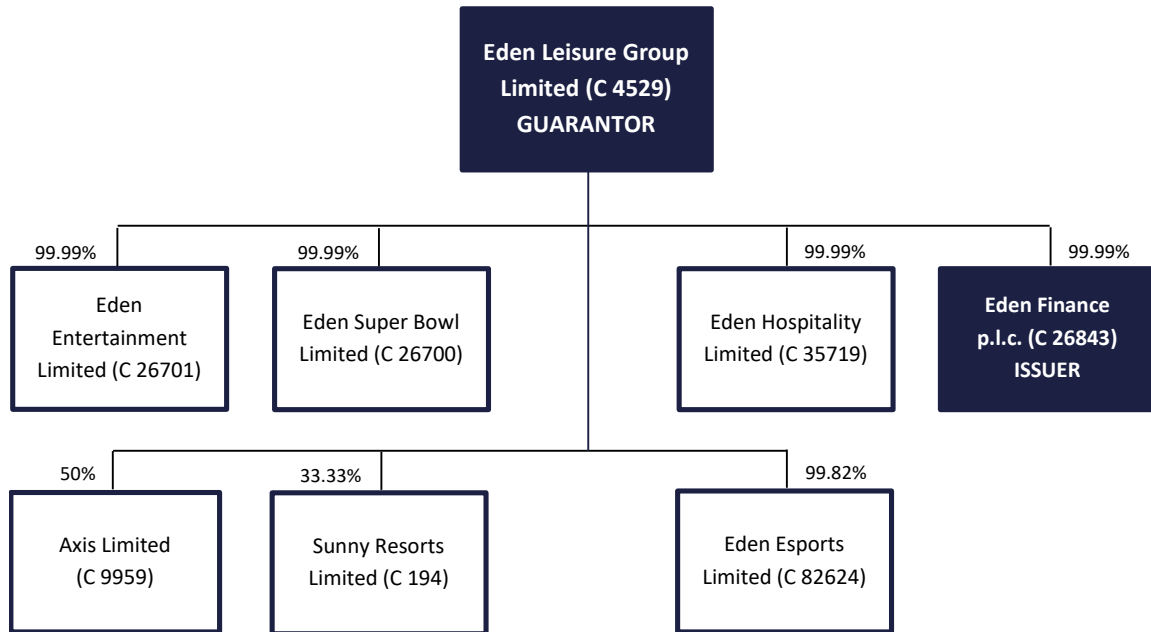 Eden Leisure Group
Limited (C 4529)
GUARANTOR
99.99%
99.99%
99.99%
99.99%
Eden
Entertainment
Limited (C 26701)
Eden Super Bowl
Limited (C 26700)
Eden Hospitality
Limited (C 35719)
Eden Finance
p.l.c. (C 26843)
ISSUER
50%
33.33%
99.82%
Axis Limited
(C 9959)
Sunny Resorts
Limited (C 194)
Eden Esports
Limited (C 82624)